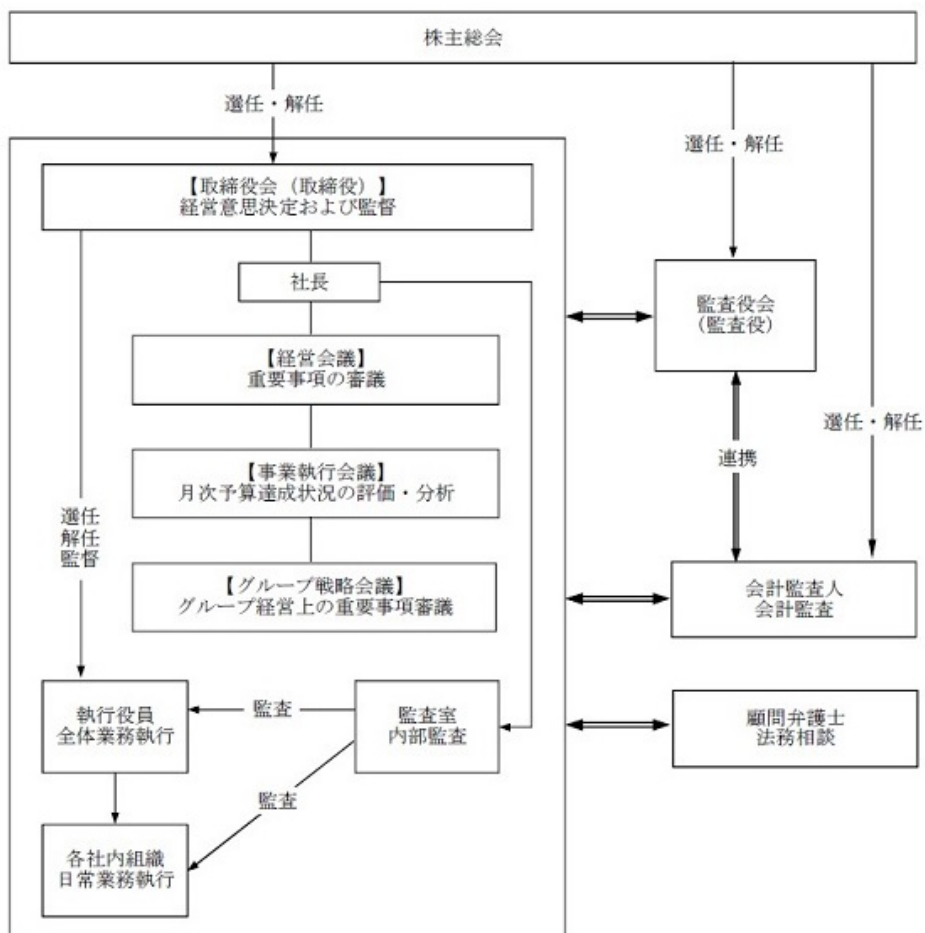 株主総会
選任・解任
選任・解任
【取締役会(取締役)】
経営意思決定および監督
社長
監査役会
(監査役)
【経営会議】
重要事項の審議
選任・解任
連携
【事業執行会議】
月次予算達成状況の評価・分析
選任
解任
監督
【グループ戦略会議】
グループ経営上の重要事項審議
会計監査人
会計監査
執行役員
全体業務執行
監査
監査室
内部監査
顧問弁護士
法務相談
監査
各社内組織
日常業務執行